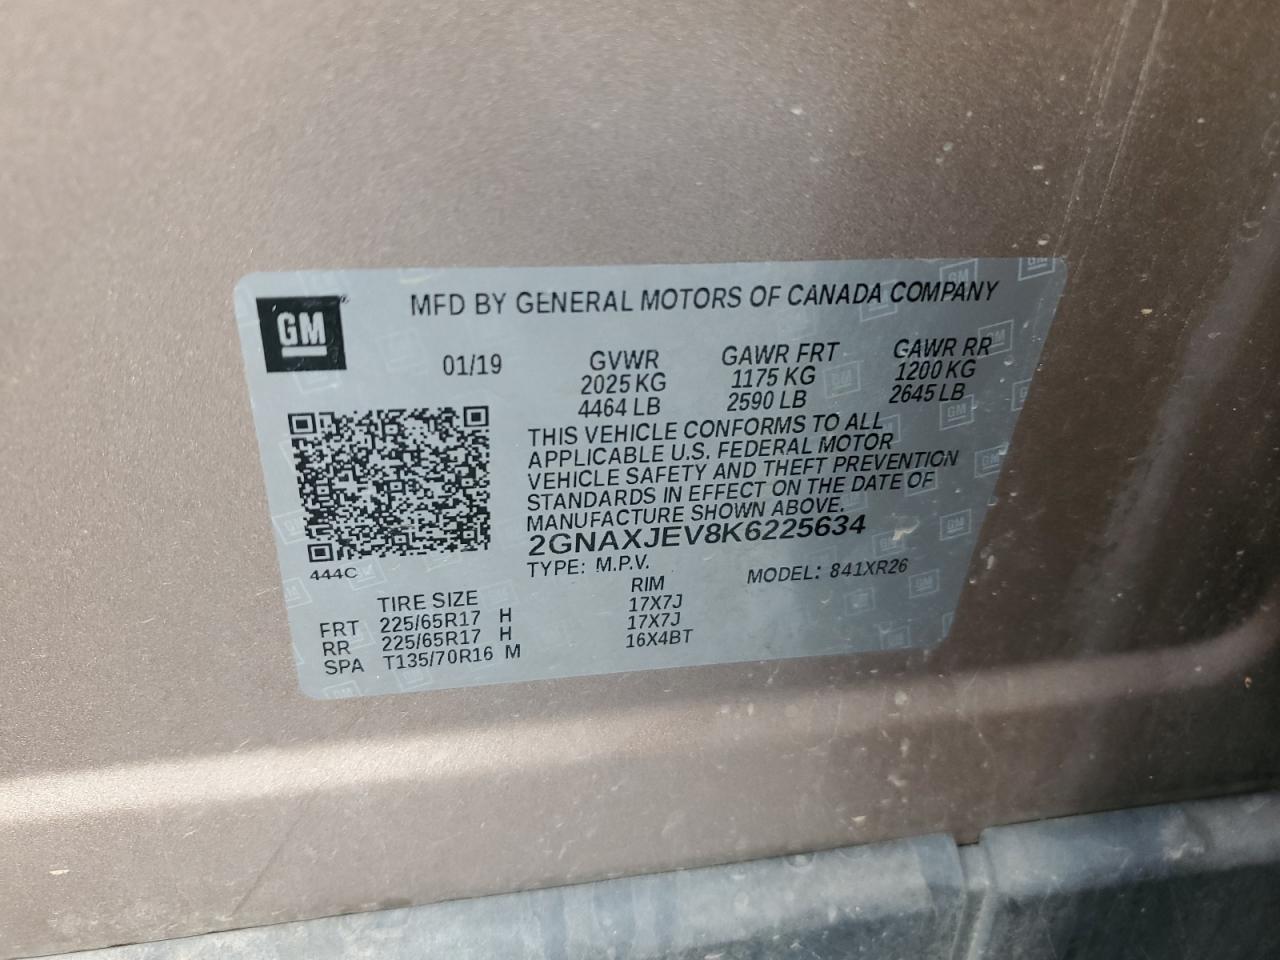 GM
MFD BY GENERAL MOTORS OF CANADA COMPANY
01/19 GVWR GAWR FRT GAWR RR
2025 KG 1175 KG 1200 KG
4464 LB 2590 LB 2645 LB
THIS VEHICLE CONFORMS TO ALL
APPLICABLE U.S. FEDERAL MOTOR
VEHICLE SAFETY AND THEFT PREVENTION
STANDARDS IN EFFECT ON THE DATE OF
MANUFACTURE SHOWN ABOVE.
2GNAXJEV8K6225634
444C
TYPE: M.P.V. MODEL: 841XR26
TIRE SIZE RIM
FRT 225/65R17 H 17X7J
RR 225/65R17 H 17X7J
SPA T135/70R16 M 16X4BT